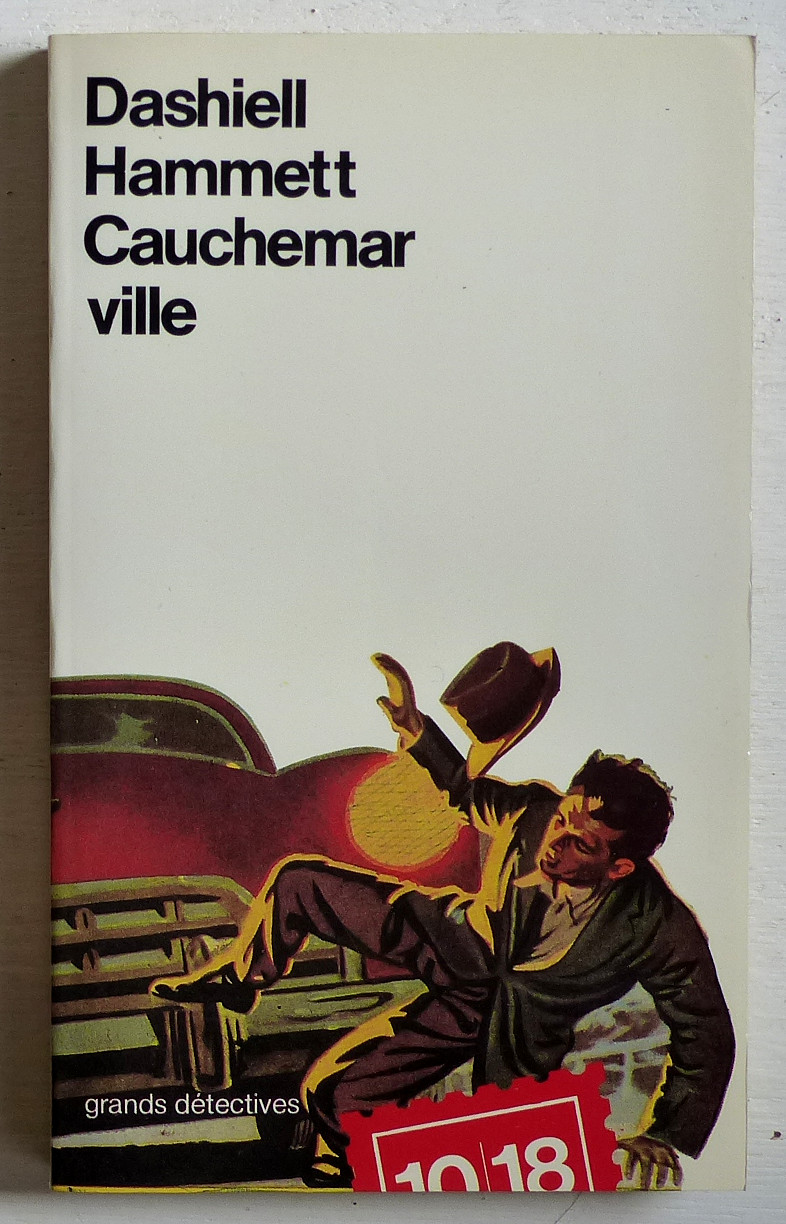 Dashiell
Hammett
Cauchemar
ville
grands détectives
10|18